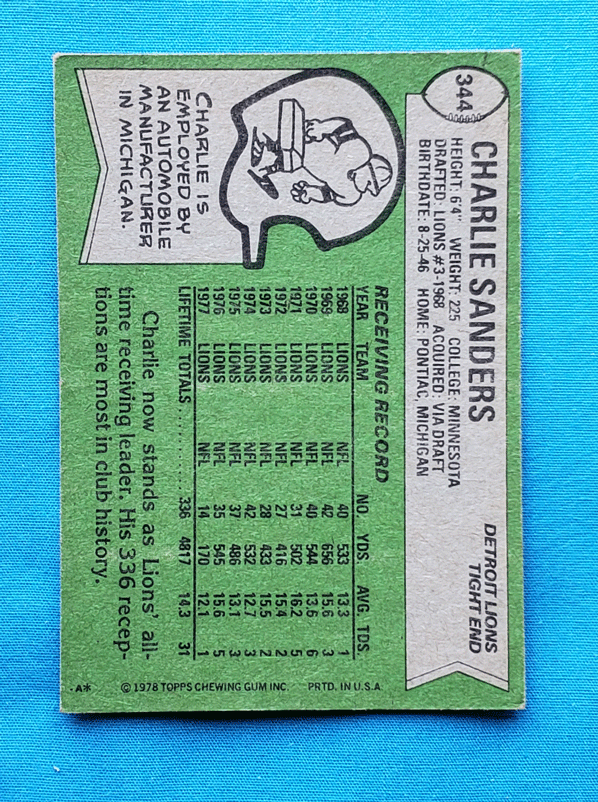 344
CHARLIE SANDERS
DETROIT LIONS
TIGHT END
HEIGHT: 6'4" WEIGHT: 225 COLLEGE: MINNESOTA
DRAFTED: LIONS #3-1968 ACQUIRED: VIA DRAFT
BIRTHDATE: 8-25-46 HOME: PONTIAC, MICHIGAN
CHARLIE IS
EMPLOYED BY
AN AUTOMOBILE
MANUFACTURER
IN MICHIGAN.
RECEIVING RECORD
YEAR TEAM NO. YDS. AVG. TDS.
1968 LIONS NFL 40 533 13.3 1
1969 LIONS NFL 42 656 15.6 3
1970 LIONS NFL 40 544 13.6 6
1971 LIONS NFL 31 502 16.2 5
1972 LIONS NFL 27 416 15.4 2
1973 LIONS NFL 28 433 15.5 2
1974 LIONS NFL 42 532 12.7 3
1975 LIONS NFL 37 486 13.1 3
1976 LIONS NFL 35 545 15.6 5
1977 LIONS NFL 14 170 12.1 1
LIFETIME TOTALS.......... 336 4817 14.3 31
Charlie now stands as Lions' all-
time receiving leader. His 336 recep-
tions are most in club history.
·A* © 1978 TOPPS CHEWING GUM INC. PRTD. IN U.S.A.